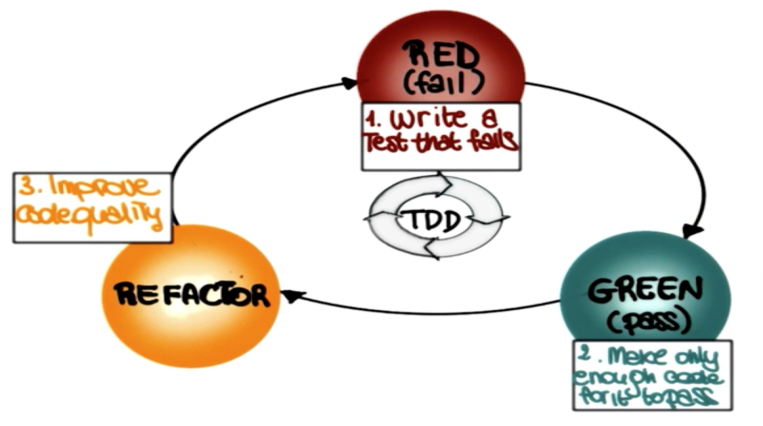 RED
(fail)
1. Write a
Test that fails
TDD
GREEN
(pass)
2. Make only
enough code
for it to pass
REFACTOR
3. Improve
code quality